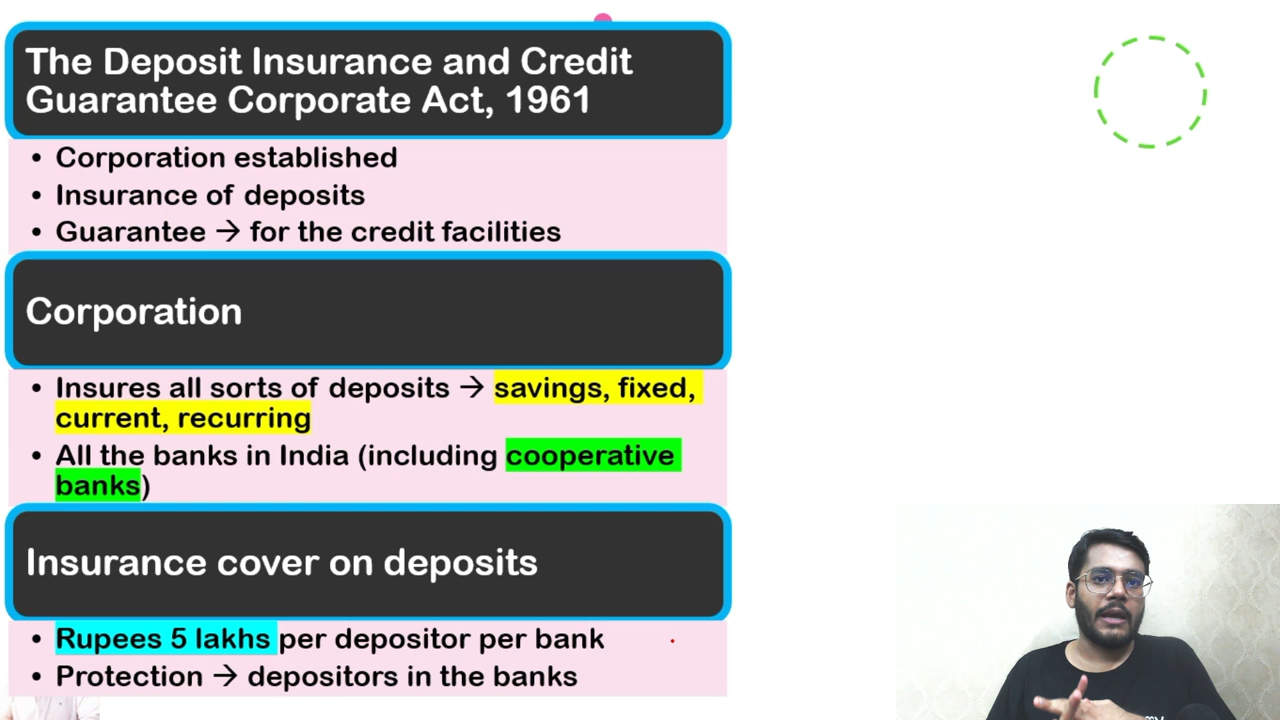 The Deposit Insurance and Credit
Guarantee Corporate Act, 1961
• Corporation established
• Insurance of deposits
• Guarantee → for the credit facilities
Corporation
• Insures all sorts of deposits → savings, fixed,
current, recurring
• All the banks in India (including cooperative
banks)
Insurance cover on deposits
• Rupees 5 lakhs per depositor per bank
• Protection → depositors in the banks